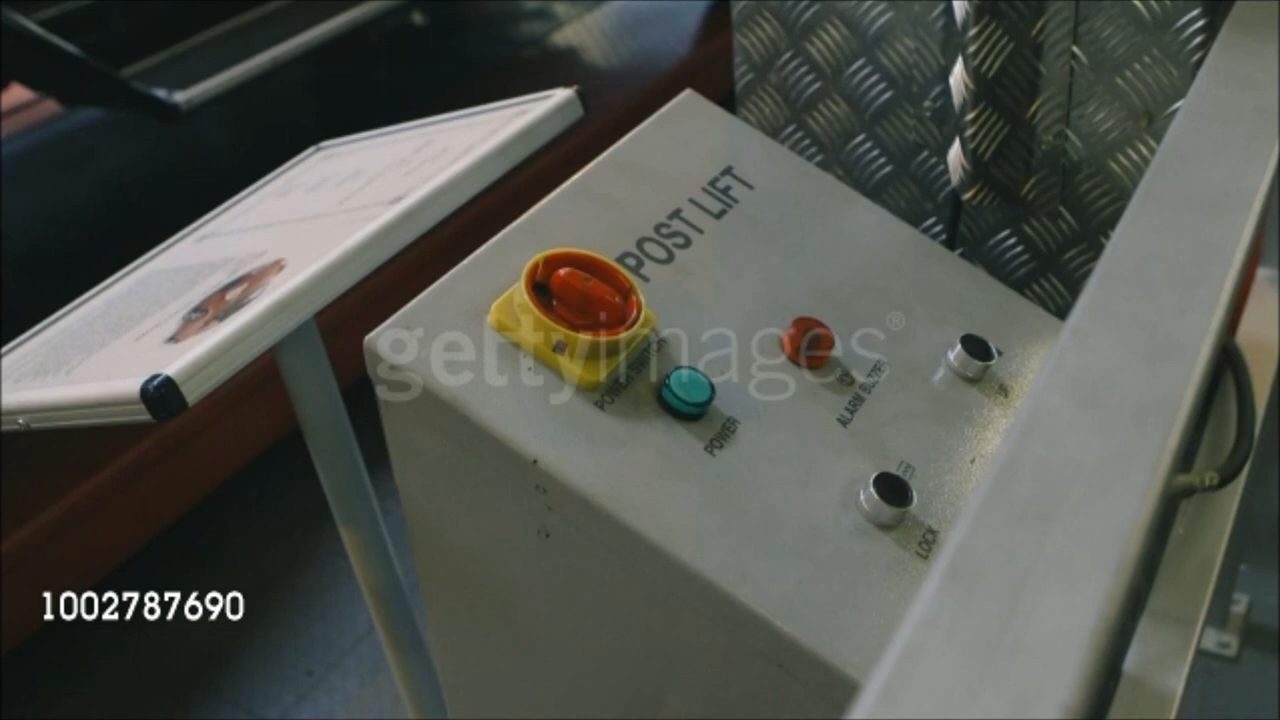 POST LIFT
POWER SWITCH
POWER
ALARM BUZZER
UP
LOCK
gettyimages®
1002787690